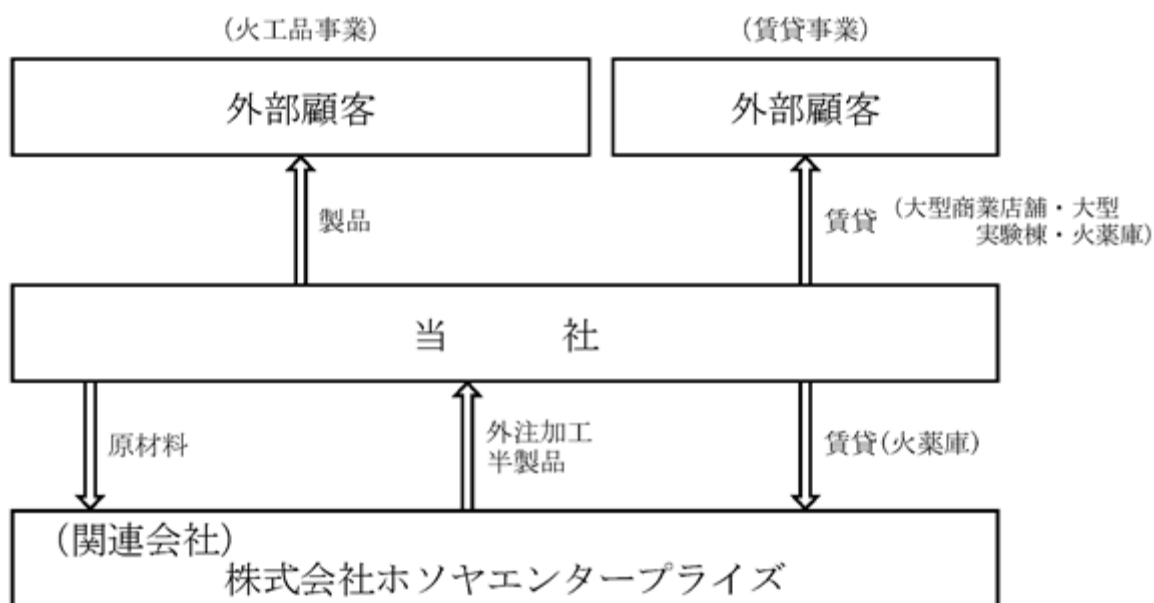 (火工品事業)
(賃貸事業)
外部顧客
外部顧客
製品
賃貸
(大型商業店舗・大型
実験棟・火薬庫)
当 社
原材料
外注加工
半製品
賃貸(火薬庫)
(関連会社)
株式会社ホソヤエンタープライズ